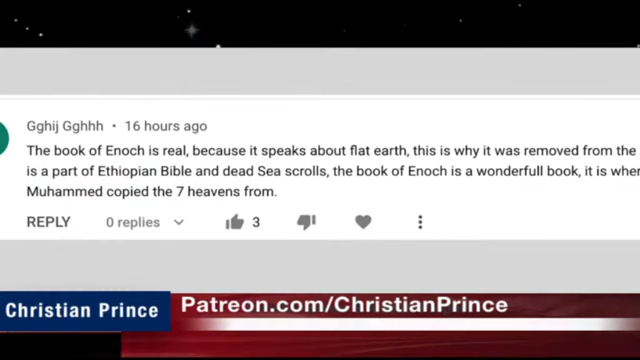 Gghij Gghhh • 16 hours ago
The book of Enoch is real, because it speaks about flat earth, this is why it was removed from the
is a part of Ethiopian Bible and dead Sea scrolls, the book of Enoch is a wonderfull book, it is
Muhammed copied the 7 heavens from.
REPLY 0 replies 3
Christian Prince Patreon.com/ChristianPrince